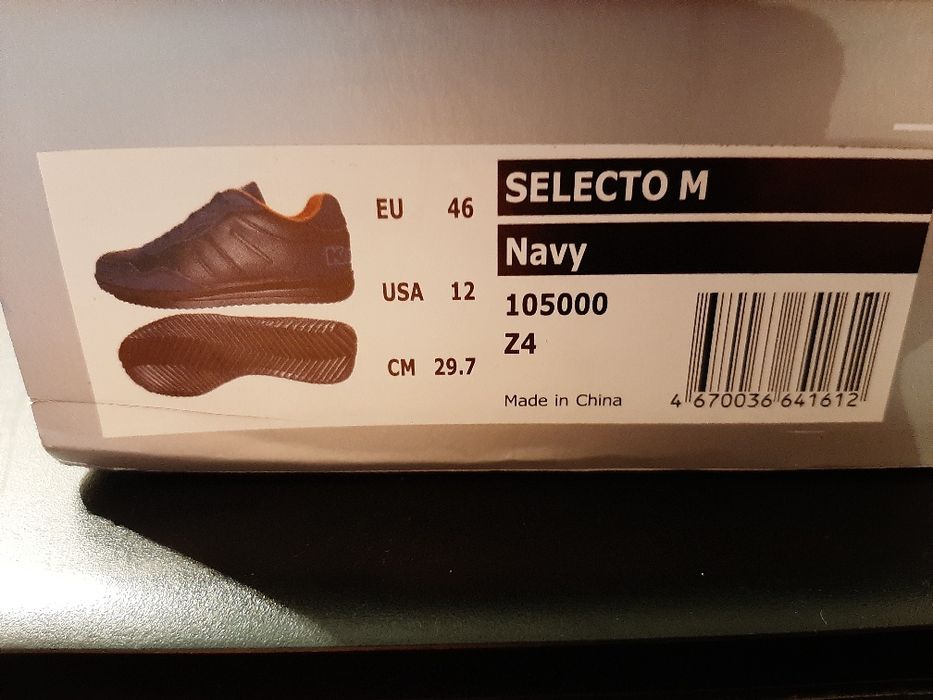 EU 46
USA 12
CM 29.7
SELECTO M
Navy
105000
Z4
Made in China
4 670036 641612